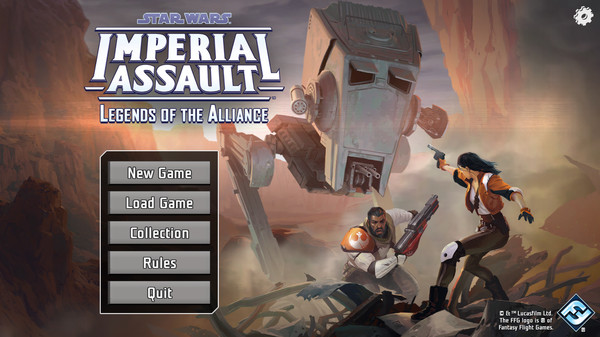 STAR WARS
IMPERIAL
ASSAULT
LEGENDS OF THE ALLIANCE
New Game
Load Game
Collection
Rules
Quit
© & ™ Lucasfilm Ltd.
The FFG logo is ® of
Fantasy Flight Games.